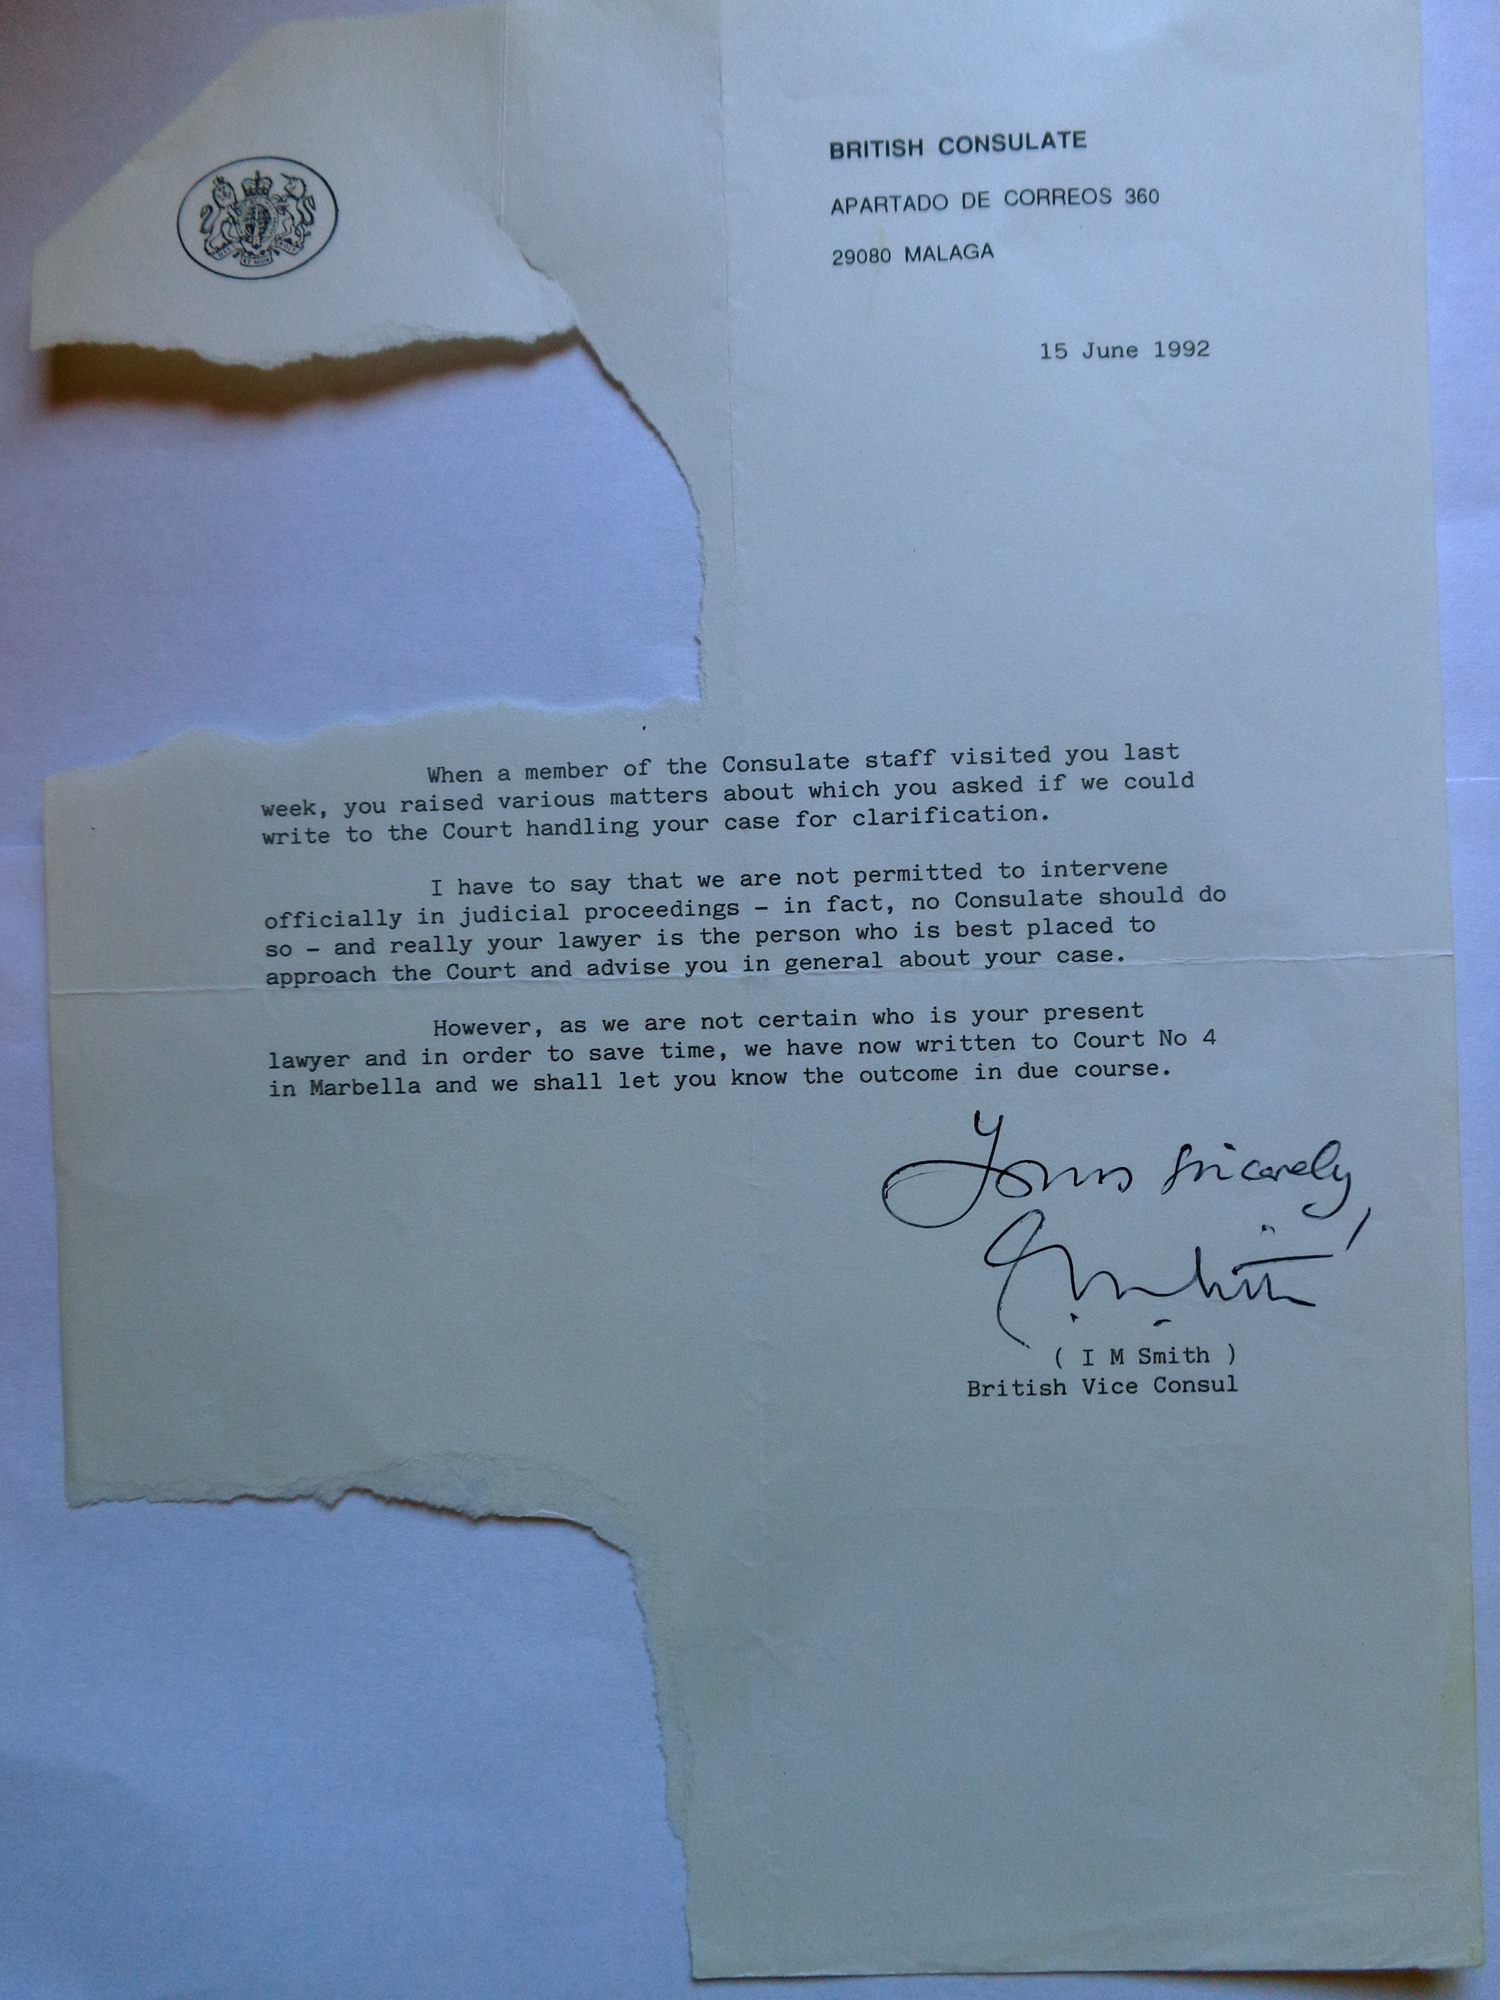 BRITISH CONSULATE
APARTADO DE CORREOS 360
29080 MALAGA
15 June 1992
When a member of the Consulate staff visited you last
week, you raised various matters about which you asked if we could
write to the Court handling your case for clarification.
I have to say that we are not permitted to intervene
officially in judicial proceedings - in fact, no Consulate should do
so - and really your lawyer is the person who is best placed to
approach the Court and advise you in general about your case.
However, as we are not certain who is your present
lawyer and in order to save time, we have now written to Court No 4
in Marbella and we shall let you know the outcome in due course.
Yours sincerely,
( I M Smith )
British Vice Consul